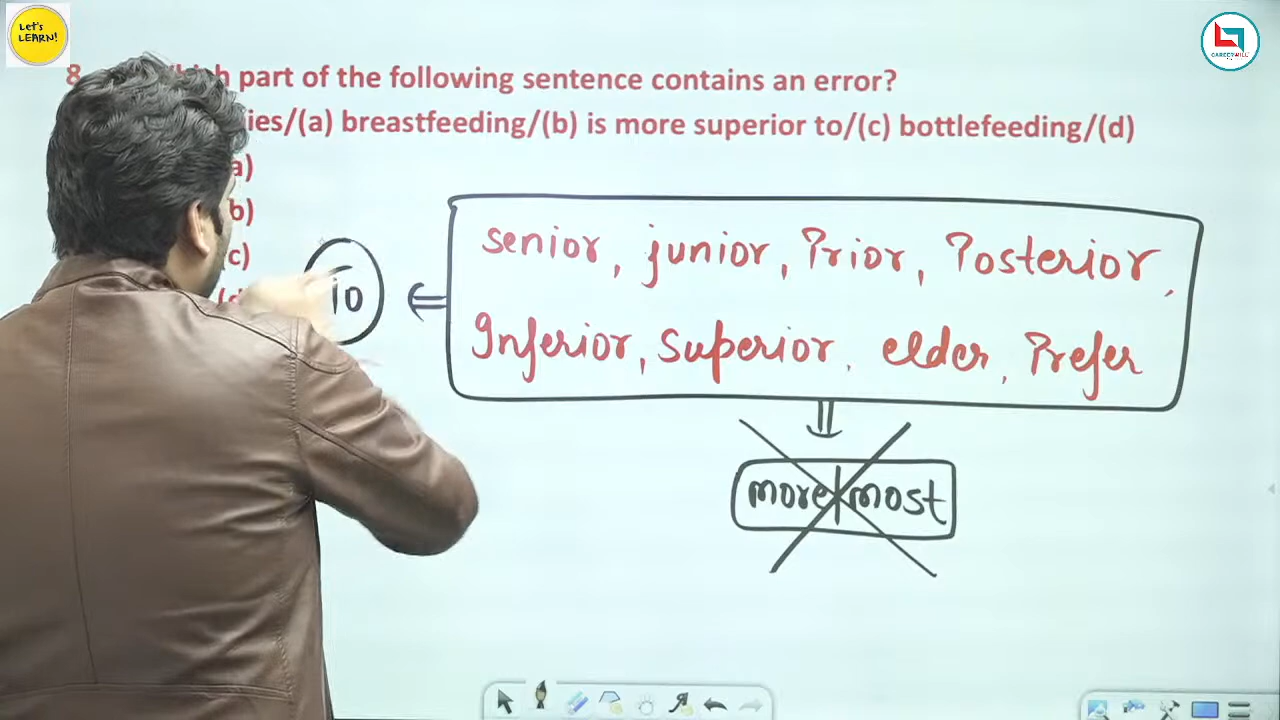 Let's
LEARN!
8
part of the following sentence contains an error?
ies/(a) breastfeeding/(b) is more superior to/(c) bottlefeeding/(d)
a)
b)
(c)
(d
senior, junior, Prior, Posterior,
Inferior, Superior, elder, Prefer
To
more|most